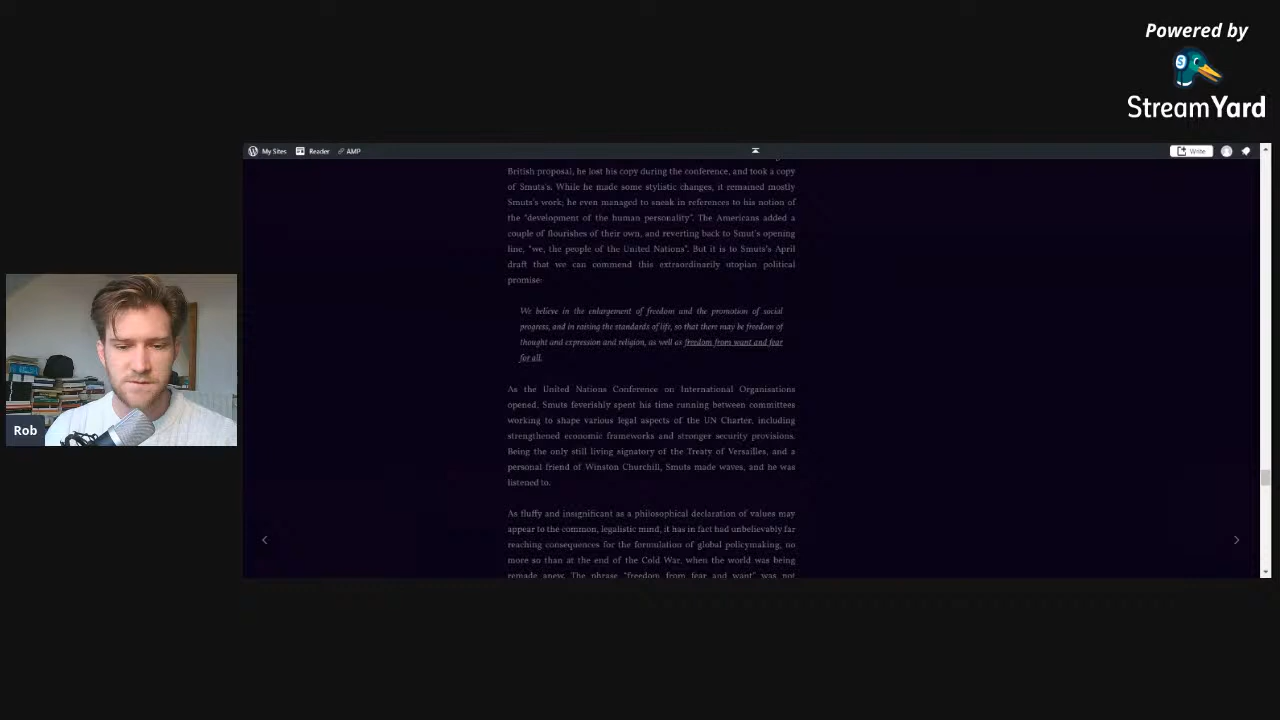 Powered by
StreamYard
My Sites Reader AMP Write
British proposal, he lost his copy during the conference, and took a copy
of Smuts's. While he made some stylistic changes, it remained mostly
Smuts's work; he even managed to sneak in references to his notion of
the "development of the human personality". The Americans added a
couple of flourishes of their own, and reverting back to Smut's opening
line, "we, the people of the United Nations". But it is to Smuts's April
draft that we can commend this extraordinarily utopian political
promise:
We believe in the enlargement of freedom and the promotion of social
progress, and in raising the standards of life, so that there may be freedom of
thought and expression and religion, as well as freedom from want and fear
for all.
As the United Nations Conference on International Organisations
opened, Smuts feverishly spent his time running between committees
working to shape various legal aspects of the UN Charter, including
strengthened economic frameworks and stronger security provisions.
Being the only still living signatory of the Treaty of Versailles, and a
personal friend of Winston Churchill, Smuts made waves, and he was
listened to.
As fluffy and insignificant as a philosophical declaration of values may
appear to the common, legalistic mind, it has in fact had unbelievably far
reaching consequences for the formulation of global policymaking, no
more so than at the end of the Cold War, when the world was being
remade anew. The phrase "freedom from fear and want" was not
Rob